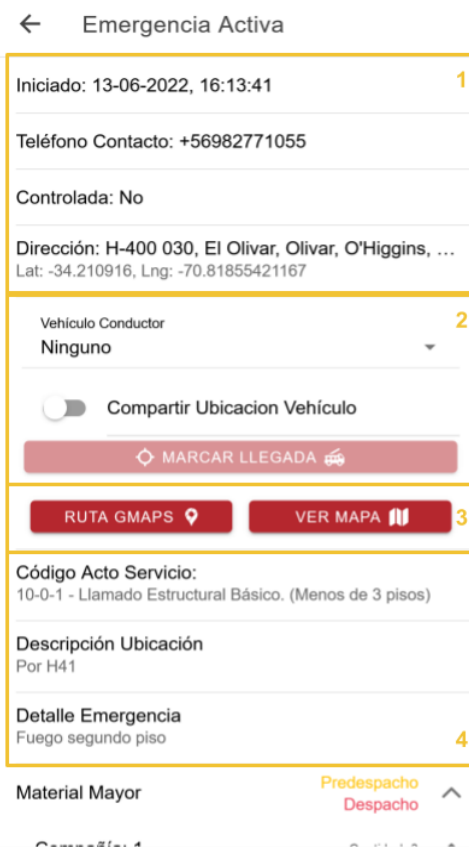 Emergencia Activa
1
Iniciado: 13-06-2022, 16:13:41
Teléfono Contacto: +56982771055
Controlada: No
Dirección: H-400 030, El Olivar, Olivar, O'Higgins, ...
Lat: -34.210916, Lng: -70.81855421167
2
Vehículo Conductor
Ninguno
Compartir Ubicacion Vehículo
MARCAR LLEGADA
RUTA GMAPS VER MAPA 3
Código Acto Servicio:
10-0-1 - Llamado Estructural Básico. (Menos de 3 pisos)
Descripción Ubicación
Por H41
Detalle Emergencia
Fuego segundo piso
4
Material Mayor
Predespacho
Despacho